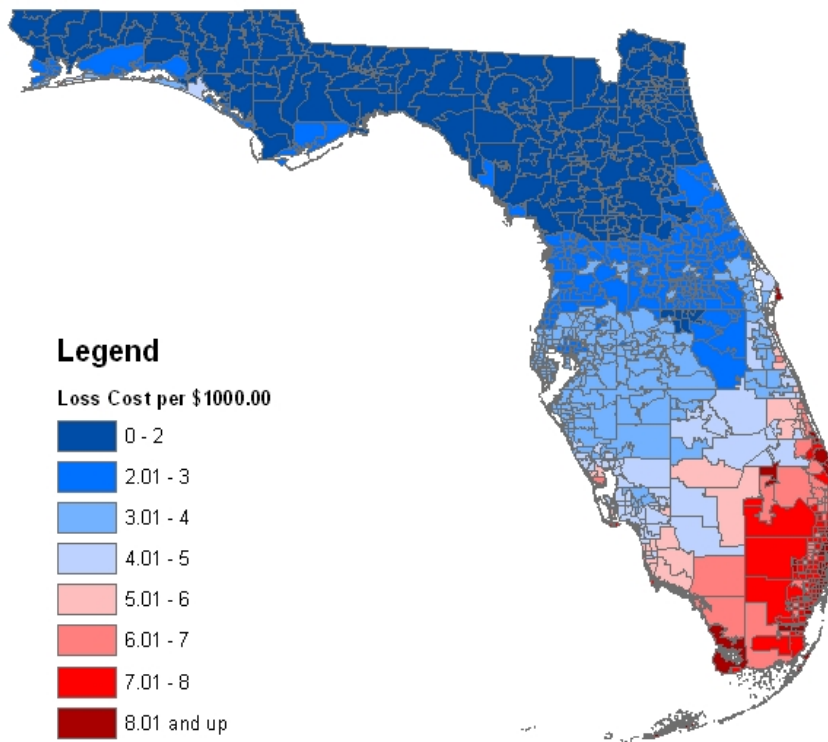 Legend
Loss Cost per $1000.00
0 - 2
2.01 - 3
3.01 - 4
4.01 - 5
5.01 - 6
6.01 - 7
7.01 - 8
8.01 and up